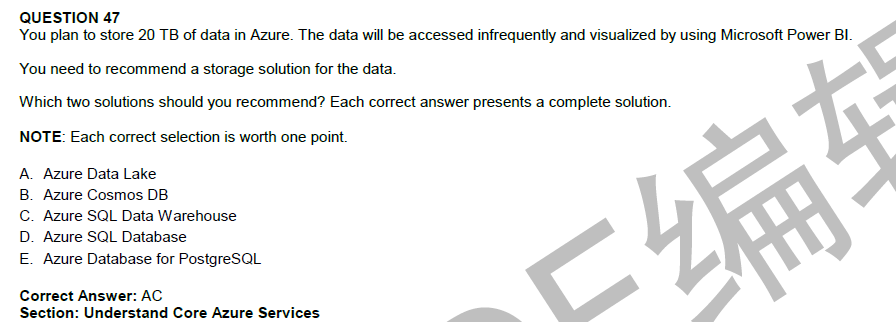 QUESTION 47
You plan to store 20 TB of data in Azure. The data will be accessed infrequently and visualized by using Microsoft Power BI.
You need to recommend a storage solution for the data.
Which two solutions should you recommend? Each correct answer presents a complete solution.
NOTE: Each correct selection is worth one point.
A. Azure Data Lake
B. Azure Cosmos DB
C. Azure SQL Data Warehouse
D. Azure SQL Database
E. Azure Database for PostgreSQL
Correct Answer: AC
Section: Understand Core Azure Services
编辑